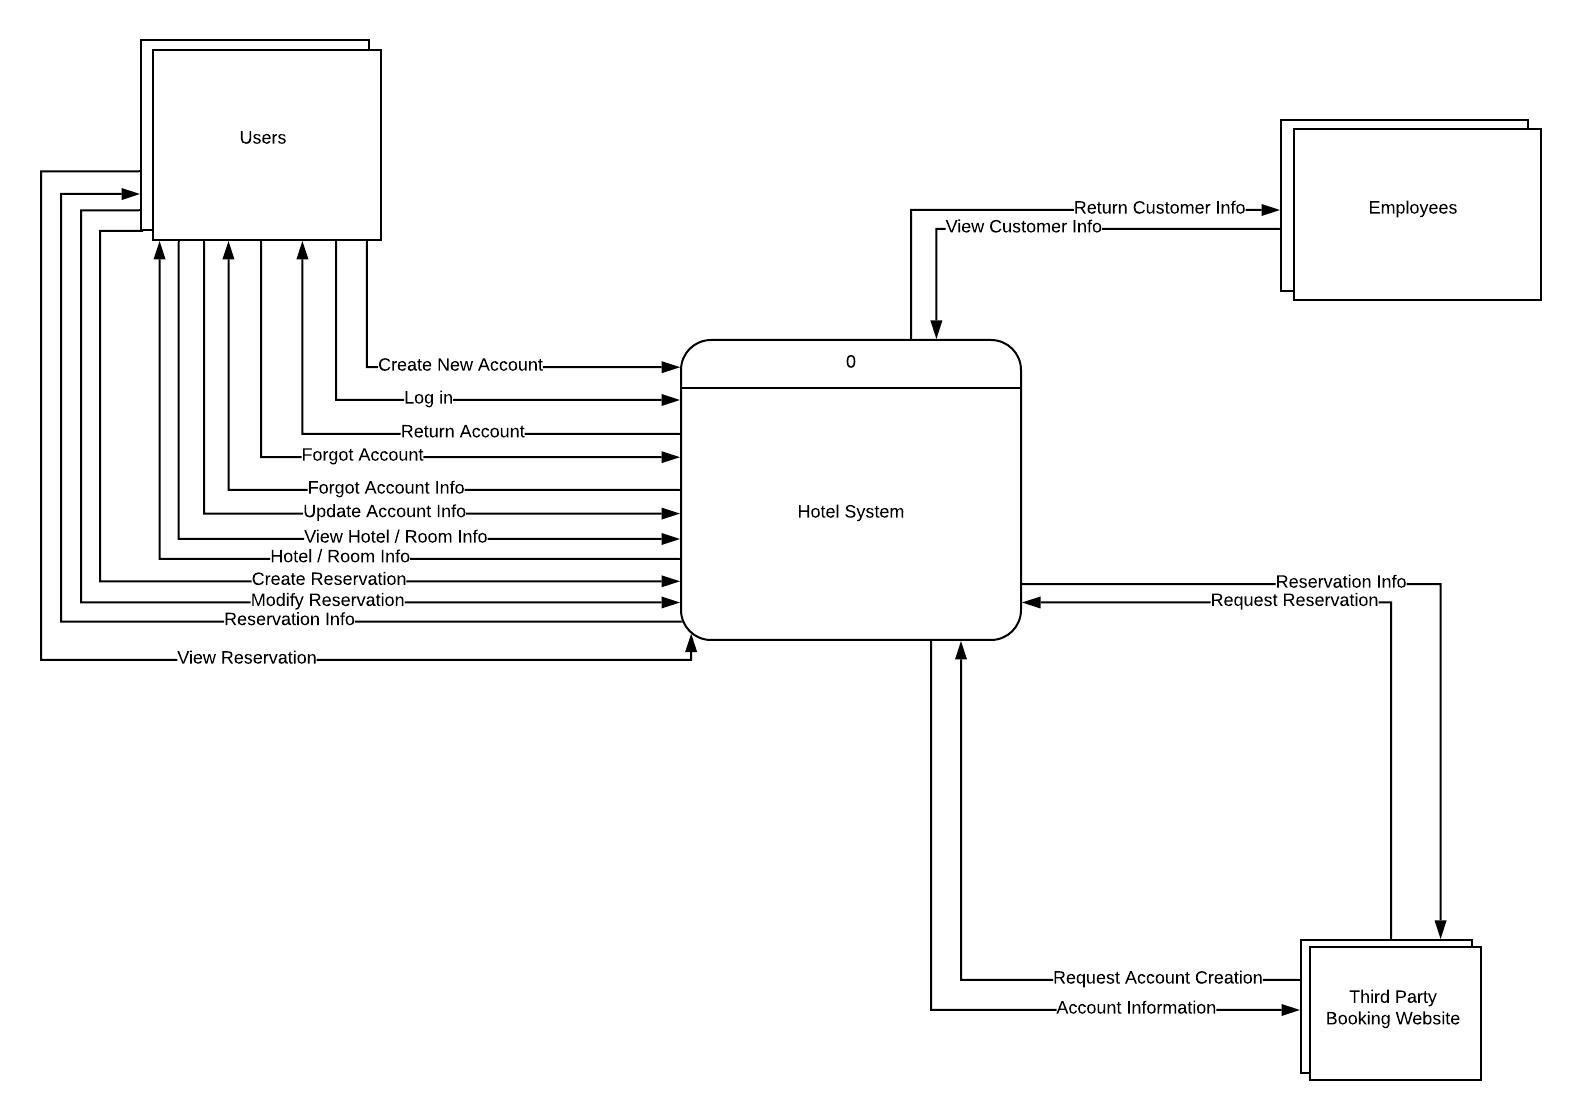 Users
Employees
Return Customer Info
View Customer Info
0
Create New Account
Log in
Return Account
Forgot Account
Forgot Account Info
Hotel System
Update Account Info
View Hotel / Room Info
Hotel / Room Info
Create Reservation
Modify Reservation
Reservation Info
View Reservation
Reservation Info
Request Reservation
Request Account Creation
Account Information
Third Party
Booking Website